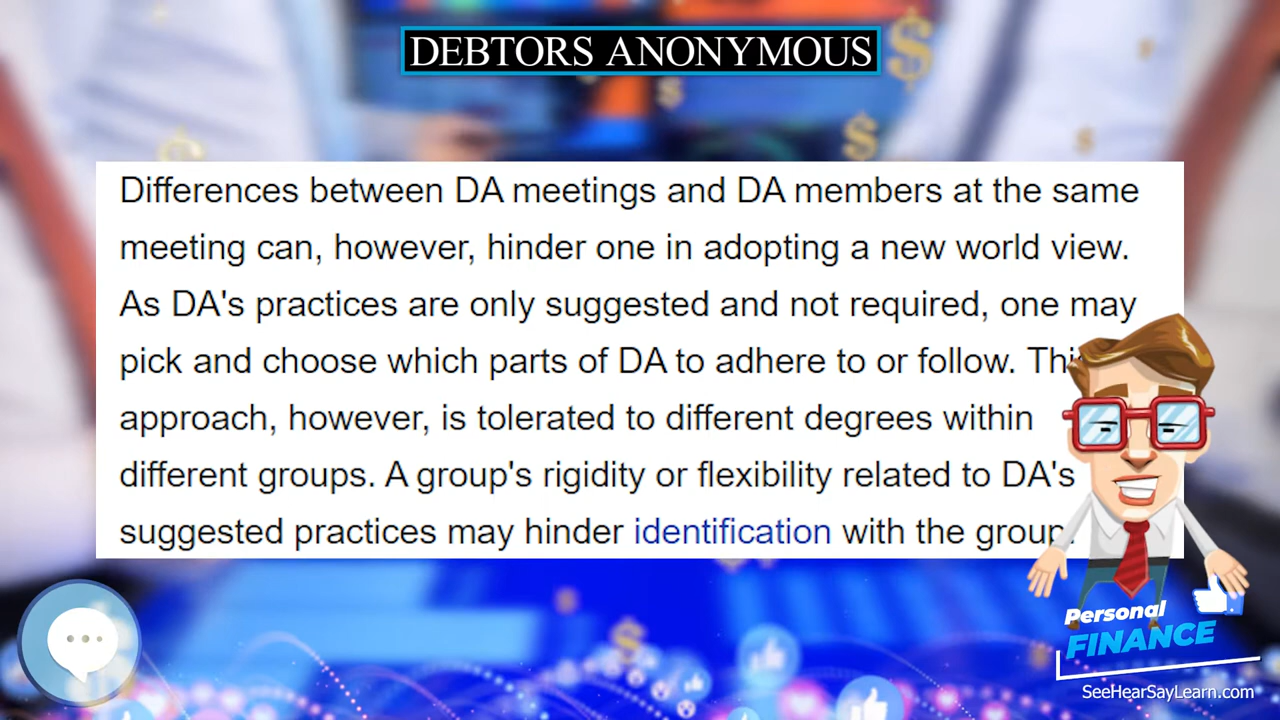 DEBTORS ANONYMOUS
Differences between DA meetings and DA members at the same
meeting can, however, hinder one in adopting a new world view.
As DA's practices are only suggested and not required, one may
pick and choose which parts of DA to adhere to or follow. This
approach, however, is tolerated to different degrees within
different groups. A group's rigidity or flexibility related to DA's
suggested practices may hinder identification with the group.
Personal
FINANCE
SeeHearSayLearn.com